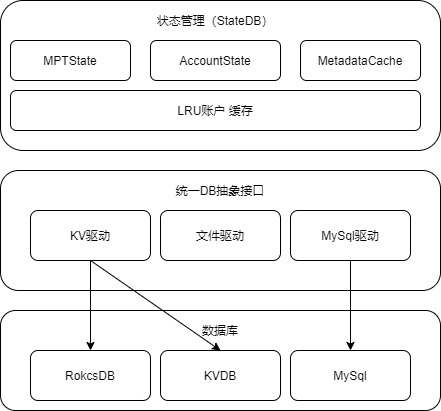 状态管理（StateDB）
MPTState
AccountState
MetadataCache
LRU账户 缓存
统一DB抽象接口
KV驱动
文件驱动
MySql驱动
数据库
RokcsDB
KVDB
MySql